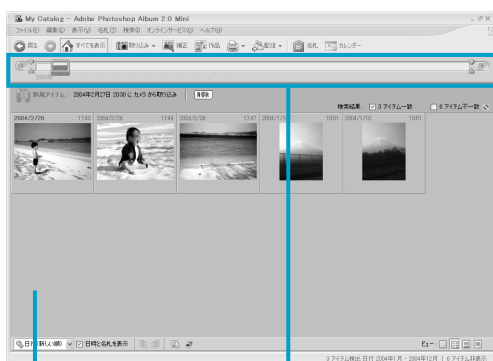 My Catalog - Adobe Photoshop Album 2.0 Mini
ファイル(F) 編集(E) 表示(V) 名札(T) 検索(I) オンラインサービス(O) ヘルプ(H)
戻る すべてを表示 取り込み 補正 作品 配信 名札 カレンダー
2004年
新規アイテム: 2004年2月27日 20:30 に カメラ から取り込み
検索結果: 3 アイテム一致 6 アイテム不一致
2004/2/26 1743 2004/2/26 1744 2004/2/26 1747 2004/1/10 1051 2004/1/10 1051
日付(新しい順) 日時と名札を表示 ビュー:
3 アイテム検出 日付 2004年1月 - 2004年12月 | 6 アイテム非表示